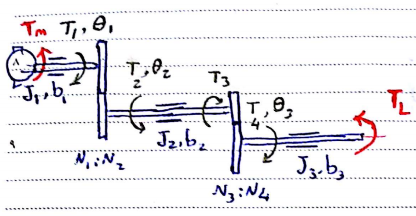 Tm T₁, θ₁
J₁, b₁
T₂, θ₂ T₃
N₁:N₂ J₂, b₂ T₄, θ₃ TL
N₃:N₄ J₃, b₃